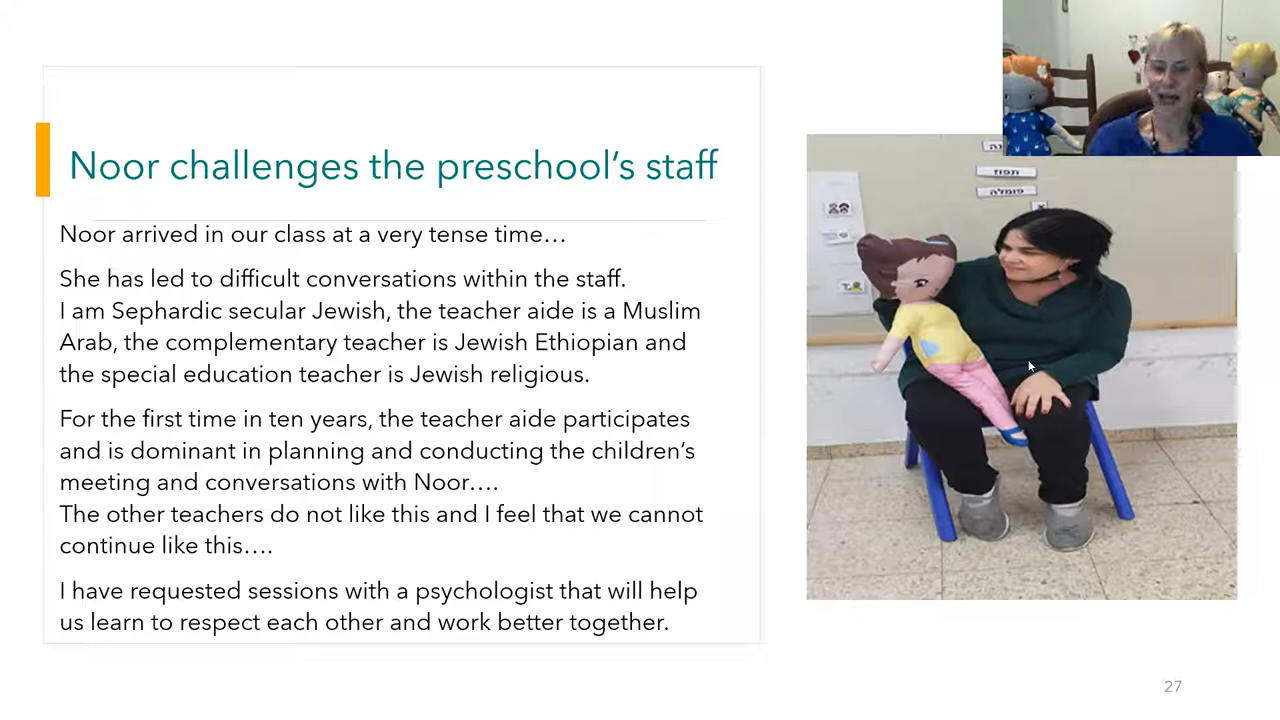 Noor challenges the preschool's staff
Noor arrived in our class at a very tense time…
She has led to difficult conversations within the staff.
I am Sephardic secular Jewish, the teacher aide is a Muslim
Arab, the complementary teacher is Jewish Ethiopian and
the special education teacher is Jewish religious.
For the first time in ten years, the teacher aide participates
and is dominant in planning and conducting the children's
meeting and conversations with Noor….
The other teachers do not like this and I feel that we cannot
continue like this….
I have requested sessions with a psychologist that will help
us learn to respect each other and work better together.
תפוז
פומלה
27